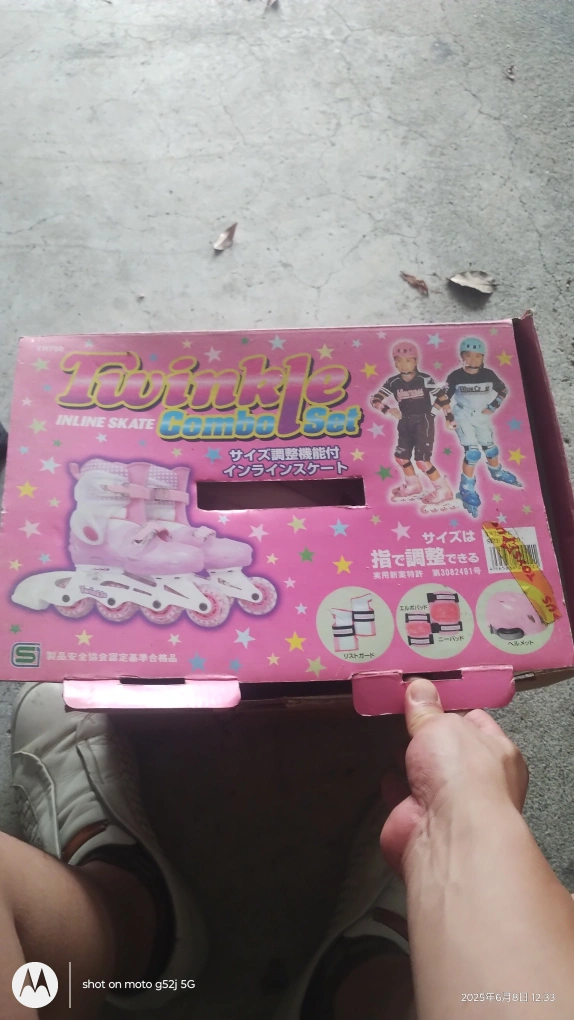 Twinkle
INLINE SKATE Combo Set
サイズ調整機能付
インラインスケート
サイズは
指で調整できる
実用新案特許 第3082491号
リストガード
エルボパッド
ニーパッド
ヘルメット
S
製品安全協会認定基準合格品
shot on moto g52j 5G
2025年6月8日 12:33